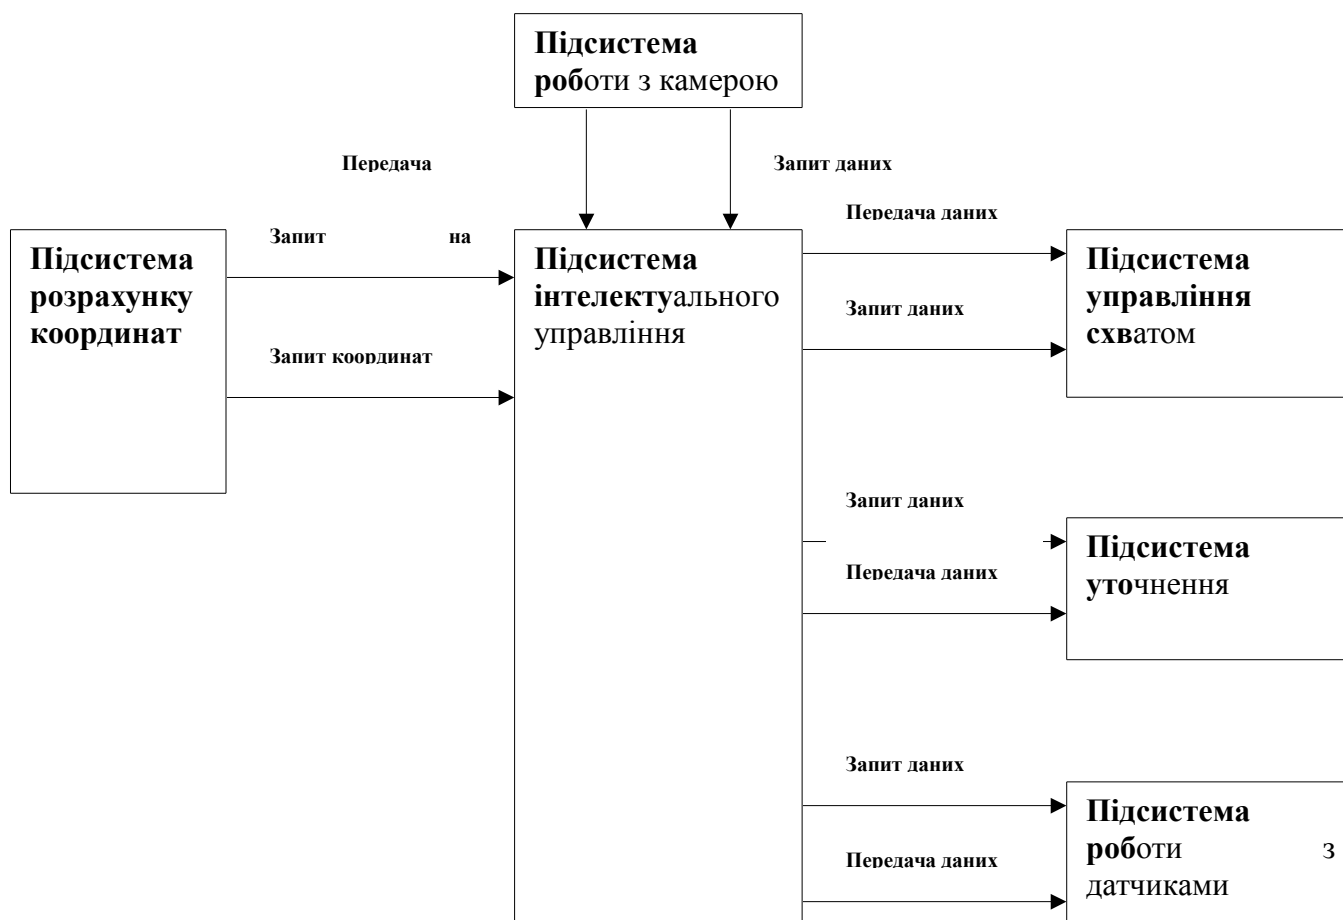 Підсистема
роботи з камерою
Передача
Запит даних
Передача даних
Запит на
Підсистема
розрахунку
координат
Підсистема
інтелектуального
управління
Підсистема
управління
схватом
Запит даних
Запит координат
Запит даних
Підсистема
уточнення
Передача даних
Запит даних
Підсистема
роботи з
датчиками
Передача даних